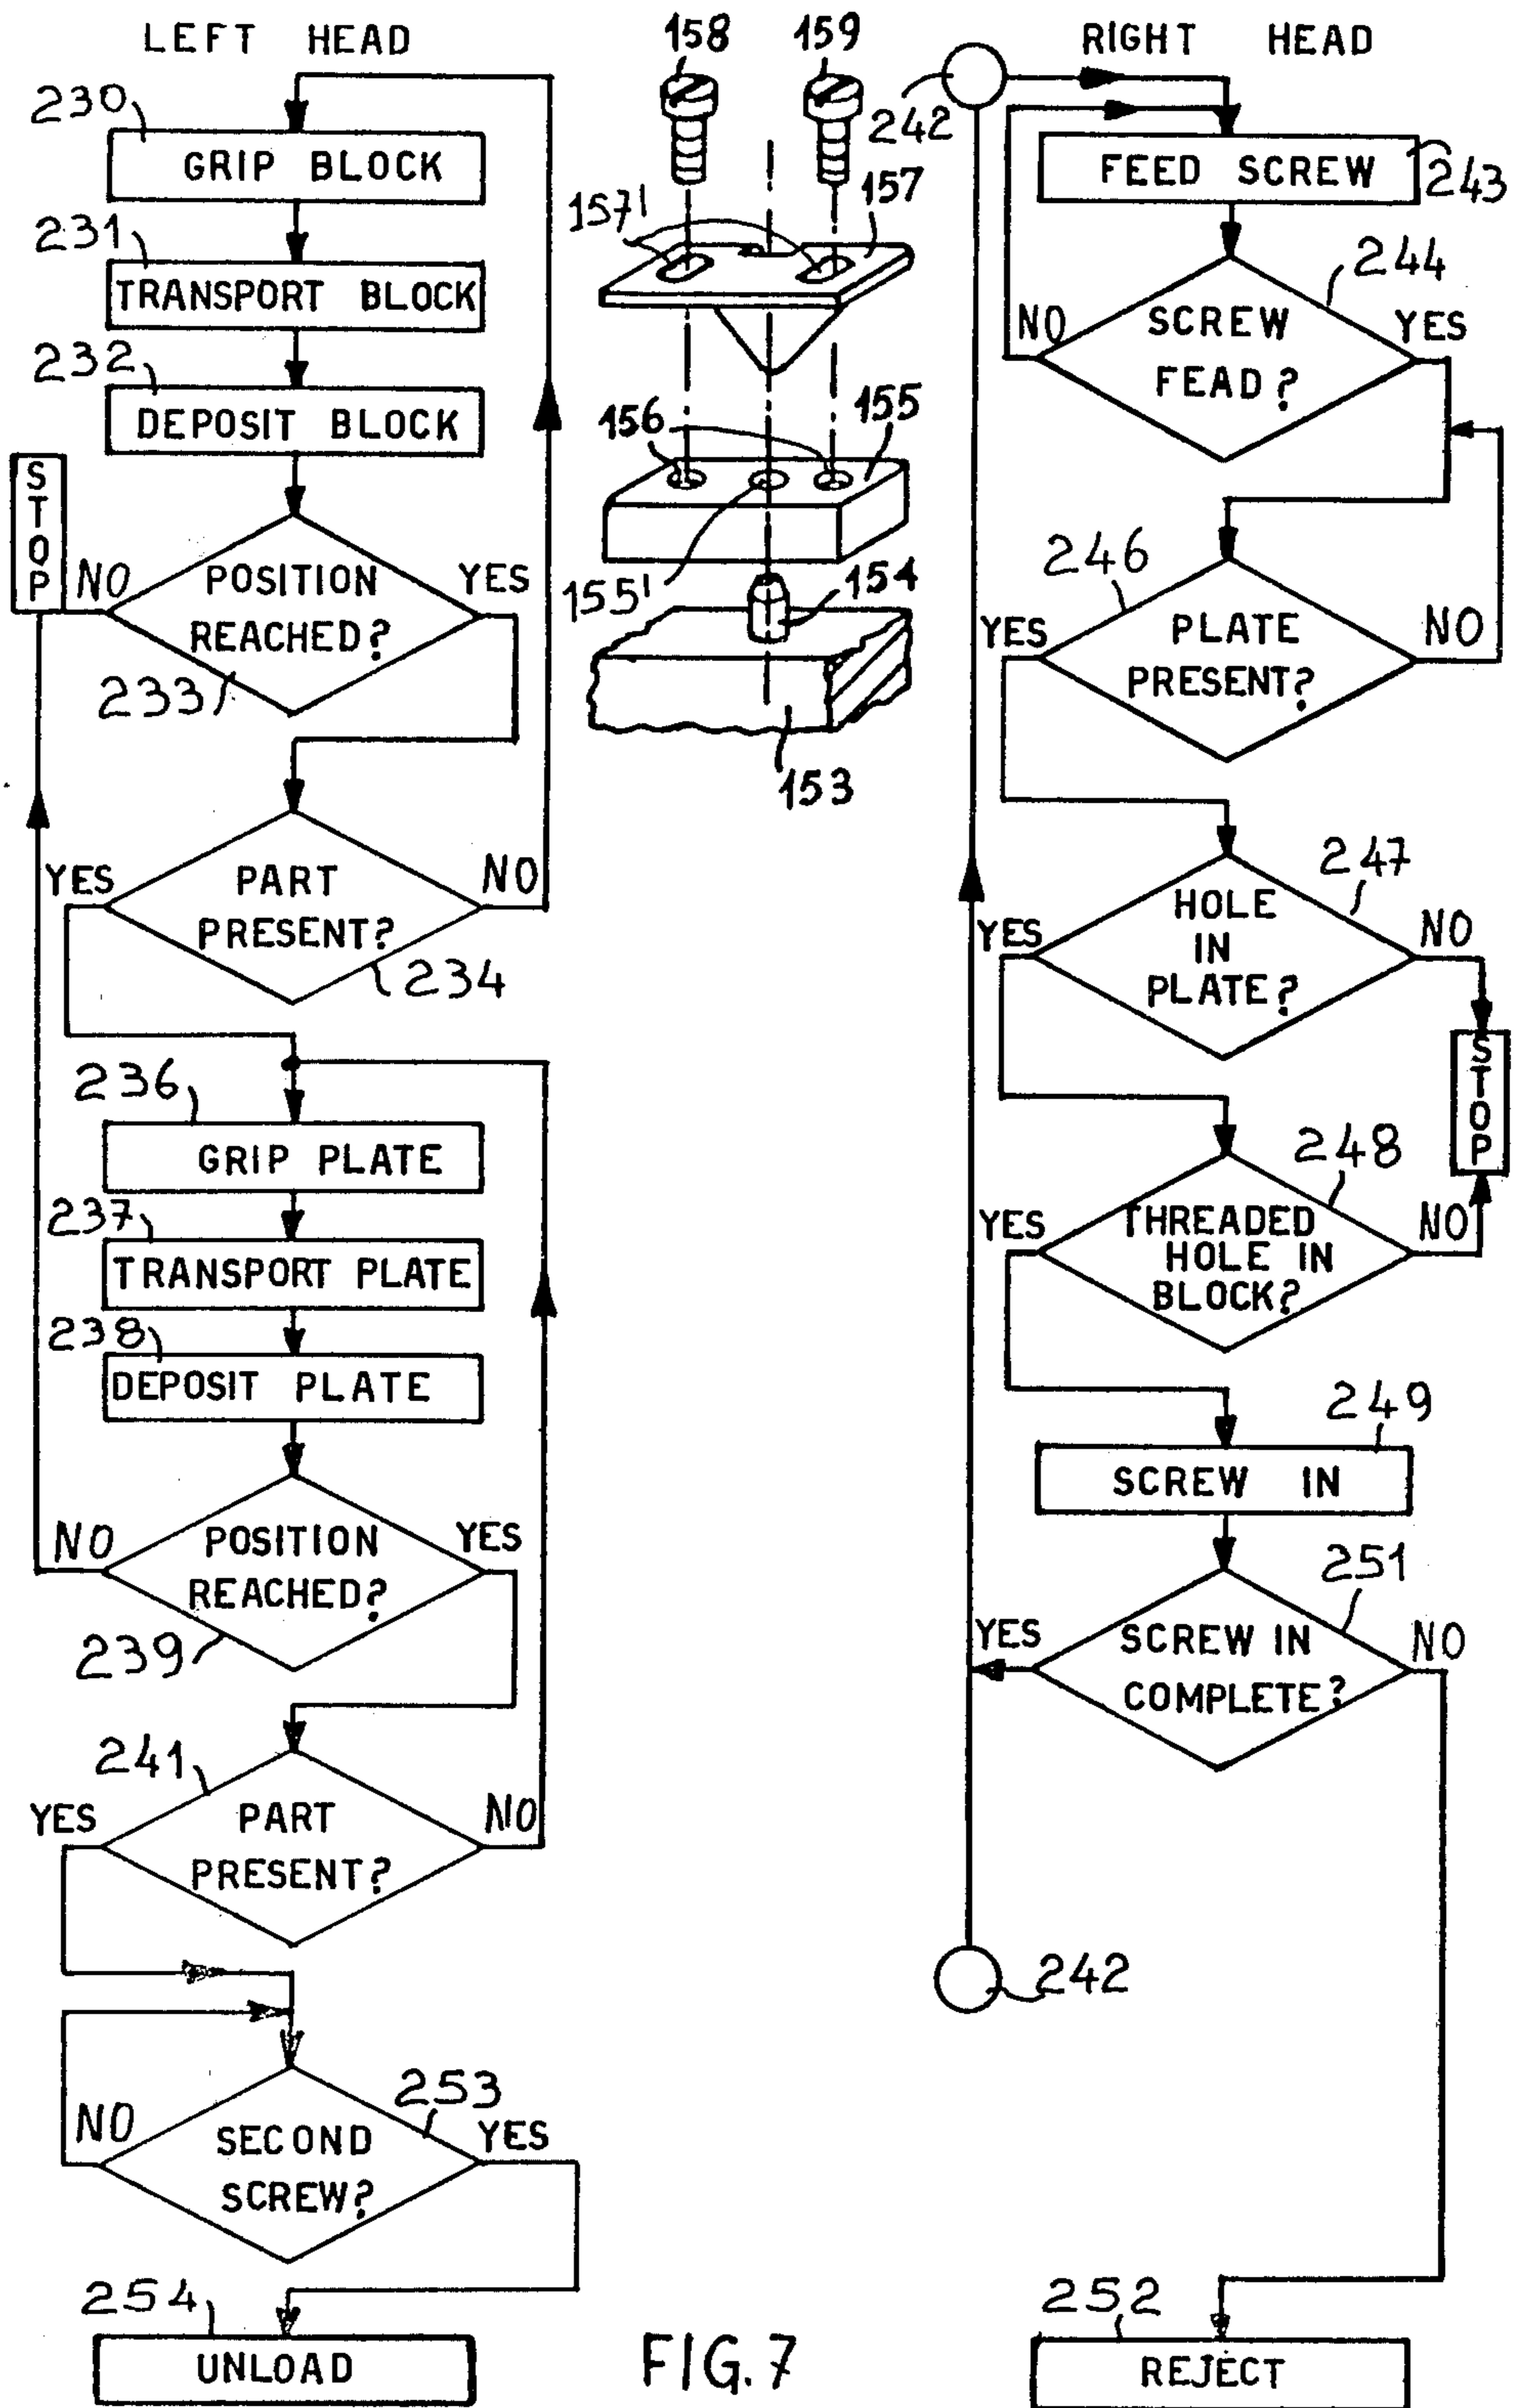 LEFT HEAD
230
GRIP BLOCK
231
TRANSPORT BLOCK
232
DEPOSIT BLOCK
STOP
NO
POSITION
REACHED?
YES
233
YES
PART
PRESENT?
NO
234
236
GRIP PLATE
237
TRANSPORT PLATE
238
DEPOSIT PLATE
NO
POSITION
REACHED?
YES
239
241
YES
PART
PRESENT?
NO
253
NO
SECOND
SCREW?
YES
254
UNLOAD
158
159
157'
157
156
155
155'
154
153
FIG.7
RIGHT HEAD
242
FEED SCREW
243
244
NO
SCREW
FEAD?
YES
246
YES
PLATE
PRESENT?
NO
247
YES
HOLE
IN
PLATE?
NO
STOP
248
YES
THREADED
HOLE IN
BLOCK?
NO
249
SCREW IN
251
YES
SCREW IN
COMPLETE?
NO
242
252
REJECT